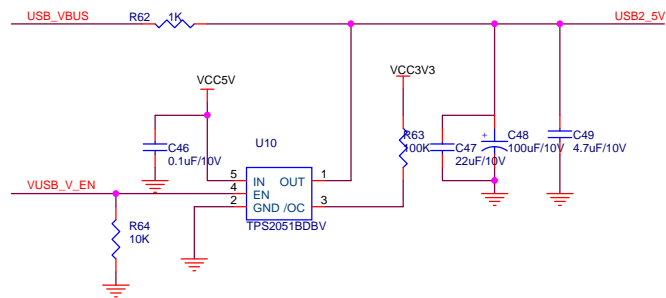 USB_VBUS
R62
1K
USB2_5V
VCC5V
VCC3V3
C46
0.1uF/10V
U10
R63
100K
C47
22uF/10V
C48
100uF/10V
C49
4.7uF/10V
+
5
IN
OUT
1
VUSB_V_EN
4
EN
2
GND
/OC
3
TPS2051BDBV
R64
10K